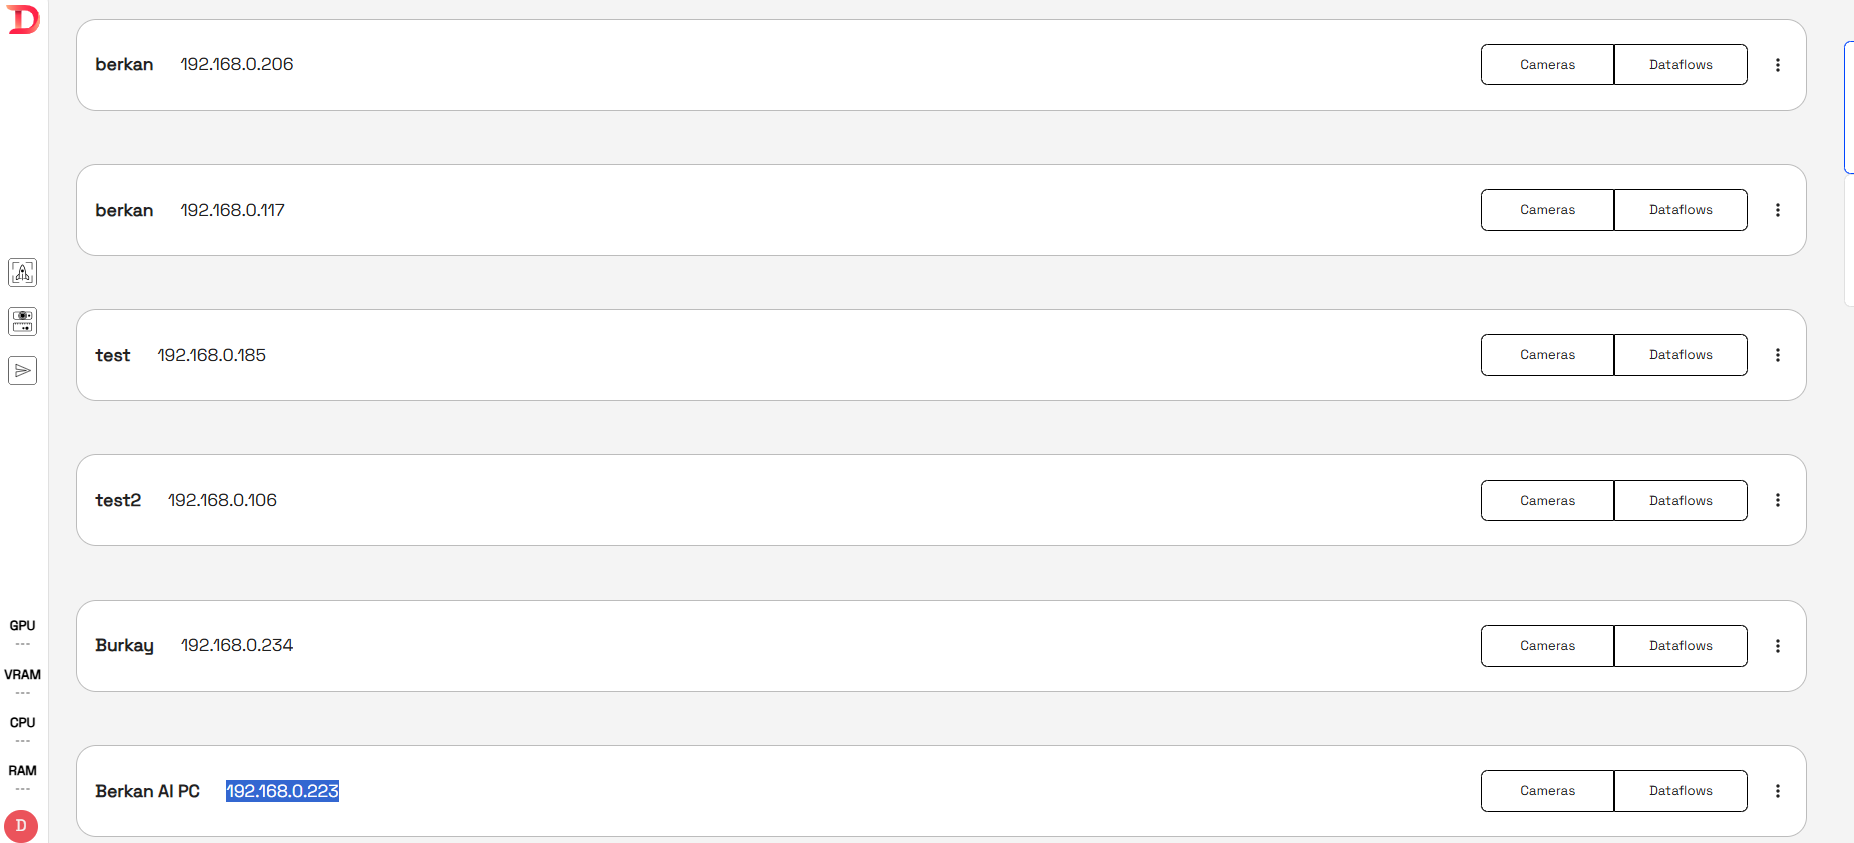 D
berkan 192.168.0.206 Cameras Dataflows
berkan 192.168.0.117 Cameras Dataflows
test 192.168.0.185 Cameras Dataflows
test2 192.168.0.106 Cameras Dataflows
Burkay 192.168.0.234 Cameras Dataflows
Berkan AI PC 192.168.0.223 Cameras Dataflows
GPU
---
VRAM
---
CPU
---
RAM
---
D